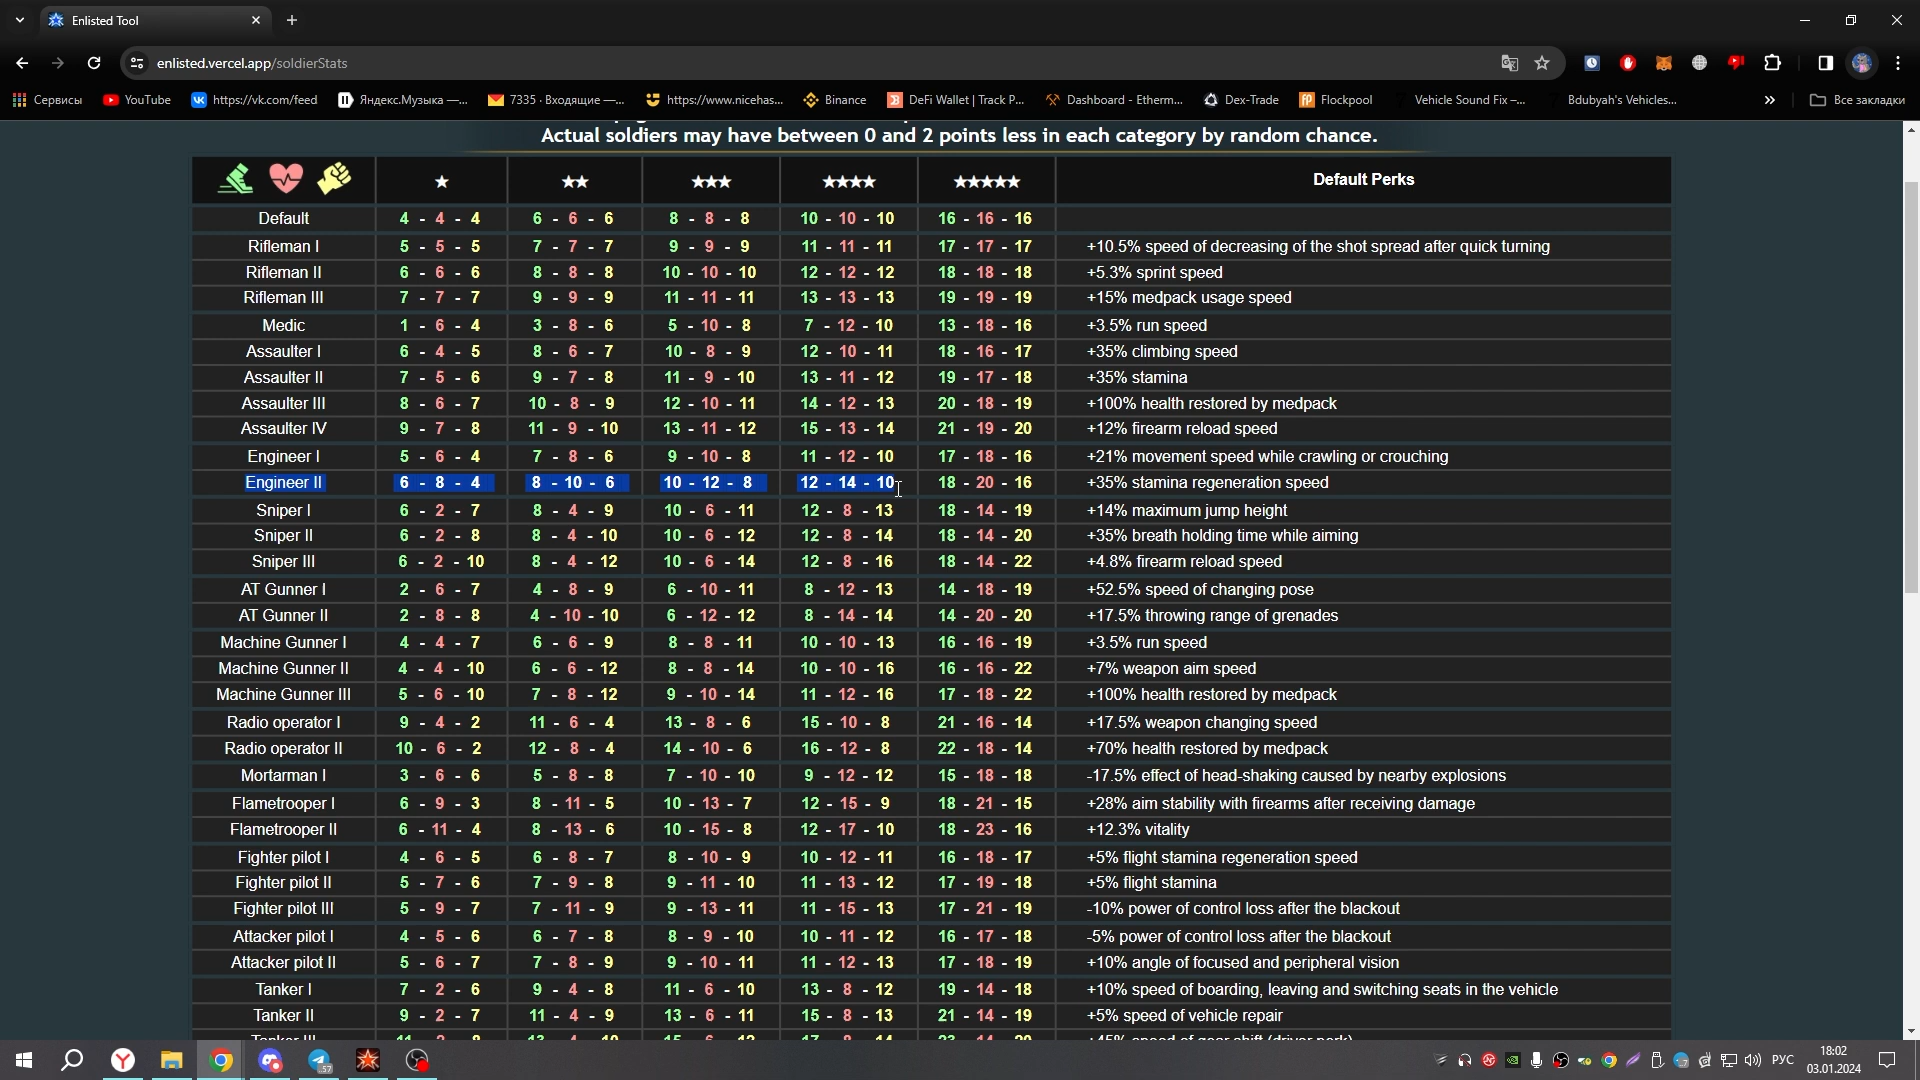 Enlisted Tool
enlisted.vercel.app/soldierStats
Сервисы YouTube https://vk.com/feed Яндекс.Музыка —... 7335 · Входящие —... https://www.nicehas... Binance DeFi Wallet | Track P... Dashboard - Etherm... Dex-Trade Flockpool Vehicle Sound Fix –... Bdubyah's Vehicles... » Все закладки
Actual soldiers may have between 0 and 2 points less in each category by random chance.
★ ★★ ★★★ ★★★★ ★★★★★ Default Perks
Default 4 - 4 - 4 6 - 6 - 6 8 - 8 - 8 10 - 10 - 10 16 - 16 - 16
Rifleman I 5 - 5 - 5 7 - 7 - 7 9 - 9 - 9 11 - 11 - 11 17 - 17 - 17 +10.5% speed of decreasing of the shot spread after quick turning
Rifleman II 6 - 6 - 6 8 - 8 - 8 10 - 10 - 10 12 - 12 - 12 18 - 18 - 18 +5.3% sprint speed
Rifleman III 7 - 7 - 7 9 - 9 - 9 11 - 11 - 11 13 - 13 - 13 19 - 19 - 19 +15% medpack usage speed
Medic 1 - 6 - 4 3 - 8 - 6 5 - 10 - 8 7 - 12 - 10 13 - 18 - 16 +3.5% run speed
Assaulter I 6 - 4 - 5 8 - 6 - 7 10 - 8 - 9 12 - 10 - 11 18 - 16 - 17 +35% climbing speed
Assaulter II 7 - 5 - 6 9 - 7 - 8 11 - 9 - 10 13 - 11 - 12 19 - 17 - 18 +35% stamina
Assaulter III 8 - 6 - 7 10 - 8 - 9 12 - 10 - 11 14 - 12 - 13 20 - 18 - 19 +100% health restored by medpack
Assaulter IV 9 - 7 - 8 11 - 9 - 10 13 - 11 - 12 15 - 13 - 14 21 - 19 - 20 +12% firearm reload speed
Engineer I 5 - 6 - 4 7 - 8 - 6 9 - 10 - 8 11 - 12 - 10 17 - 18 - 16 +21% movement speed while crawling or crouching
Engineer II 6 - 8 - 4 8 - 10 - 6 10 - 12 - 8 12 - 14 - 10 18 - 20 - 16 +35% stamina regeneration speed
Sniper I 6 - 2 - 7 8 - 4 - 9 10 - 6 - 11 12 - 8 - 13 18 - 14 - 19 +14% maximum jump height
Sniper II 6 - 2 - 8 8 - 4 - 10 10 - 6 - 12 12 - 8 - 14 18 - 14 - 20 +35% breath holding time while aiming
Sniper III 6 - 2 - 10 8 - 4 - 12 10 - 6 - 14 12 - 8 - 16 18 - 14 - 22 +4.8% firearm reload speed
AT Gunner I 2 - 6 - 7 4 - 8 - 9 6 - 10 - 11 8 - 12 - 13 14 - 18 - 19 +52.5% speed of changing pose
AT Gunner II 2 - 8 - 8 4 - 10 - 10 6 - 12 - 12 8 - 14 - 14 14 - 20 - 20 +17.5% throwing range of grenades
Machine Gunner I 4 - 4 - 7 6 - 6 - 9 8 - 8 - 11 10 - 10 - 13 16 - 16 - 19 +3.5% run speed
Machine Gunner II 4 - 4 - 10 6 - 6 - 12 8 - 8 - 14 10 - 10 - 16 16 - 16 - 22 +7% weapon aim speed
Machine Gunner III 5 - 6 - 10 7 - 8 - 12 9 - 10 - 14 11 - 12 - 16 17 - 18 - 22 +100% health restored by medpack
Radio operator I 9 - 4 - 2 11 - 6 - 4 13 - 8 - 6 15 - 10 - 8 21 - 16 - 14 +17.5% weapon changing speed
Radio operator II 10 - 6 - 2 12 - 8 - 4 14 - 10 - 6 16 - 12 - 8 22 - 18 - 14 +70% health restored by medpack
Mortarman I 3 - 6 - 6 5 - 8 - 8 7 - 10 - 10 9 - 12 - 12 15 - 18 - 18 -17.5% effect of head-shaking caused by nearby explosions
Flametrooper I 6 - 9 - 3 8 - 11 - 5 10 - 13 - 7 12 - 15 - 9 18 - 21 - 15 +28% aim stability with firearms after receiving damage
Flametrooper II 6 - 11 - 4 8 - 13 - 6 10 - 15 - 8 12 - 17 - 10 18 - 23 - 16 +12.3% vitality
Fighter pilot I 4 - 6 - 5 6 - 8 - 7 8 - 10 - 9 10 - 12 - 11 16 - 18 - 17 +5% flight stamina regeneration speed
Fighter pilot II 5 - 7 - 6 7 - 9 - 8 9 - 11 - 10 11 - 13 - 12 17 - 19 - 18 +5% flight stamina
Fighter pilot III 5 - 9 - 7 7 - 11 - 9 9 - 13 - 11 11 - 15 - 13 17 - 21 - 19 -10% power of control loss after the blackout
Attacker pilot I 4 - 5 - 6 6 - 7 - 8 8 - 9 - 10 10 - 11 - 12 16 - 17 - 18 -5% power of control loss after the blackout
Attacker pilot II 5 - 6 - 7 7 - 8 - 9 9 - 10 - 11 11 - 12 - 13 17 - 18 - 19 +10% angle of focused and peripheral vision
Tanker I 7 - 2 - 6 9 - 4 - 8 11 - 6 - 10 13 - 8 - 12 19 - 14 - 18 +10% speed of boarding, leaving and switching seats in the vehicle
Tanker II 9 - 2 - 7 11 - 4 - 9 13 - 6 - 11 15 - 8 - 13 21 - 14 - 19 +5% speed of vehicle repair
57 РУС 18:02
03.01.2024